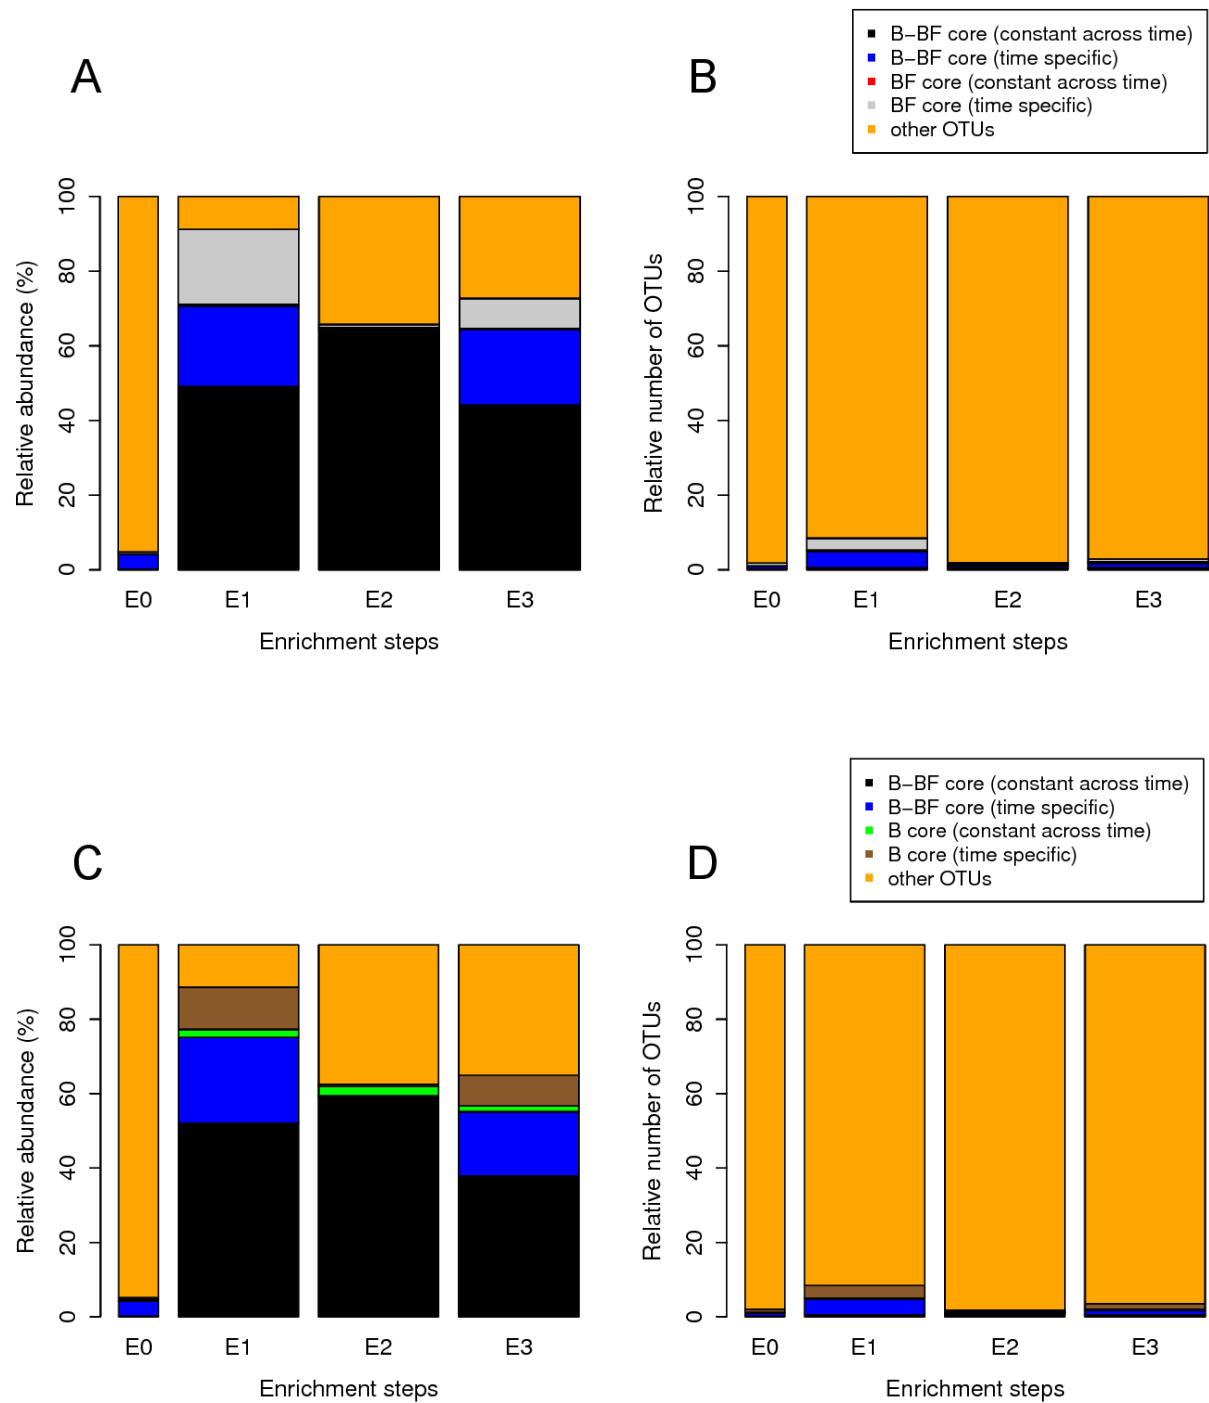 A
B
B−BF core (constant across time)
B−BF core (time specific)
BF core (constant across time)
BF core (time specific)
other OTUs
Relative abundance (%)
0
20
40
60
80
100
E0
E1
E2
E3
Enrichment steps
Relative number of OTUs
0
20
40
60
80
100
E0
E1
E2
E3
Enrichment steps
C
D
B−BF core (constant across time)
B−BF core (time specific)
B core (constant across time)
B core (time specific)
other OTUs
Relative abundance (%)
0
20
40
60
80
100
E0
E1
E2
E3
Enrichment steps
Relative number of OTUs
0
20
40
60
80
100
E0
E1
E2
E3
Enrichment steps